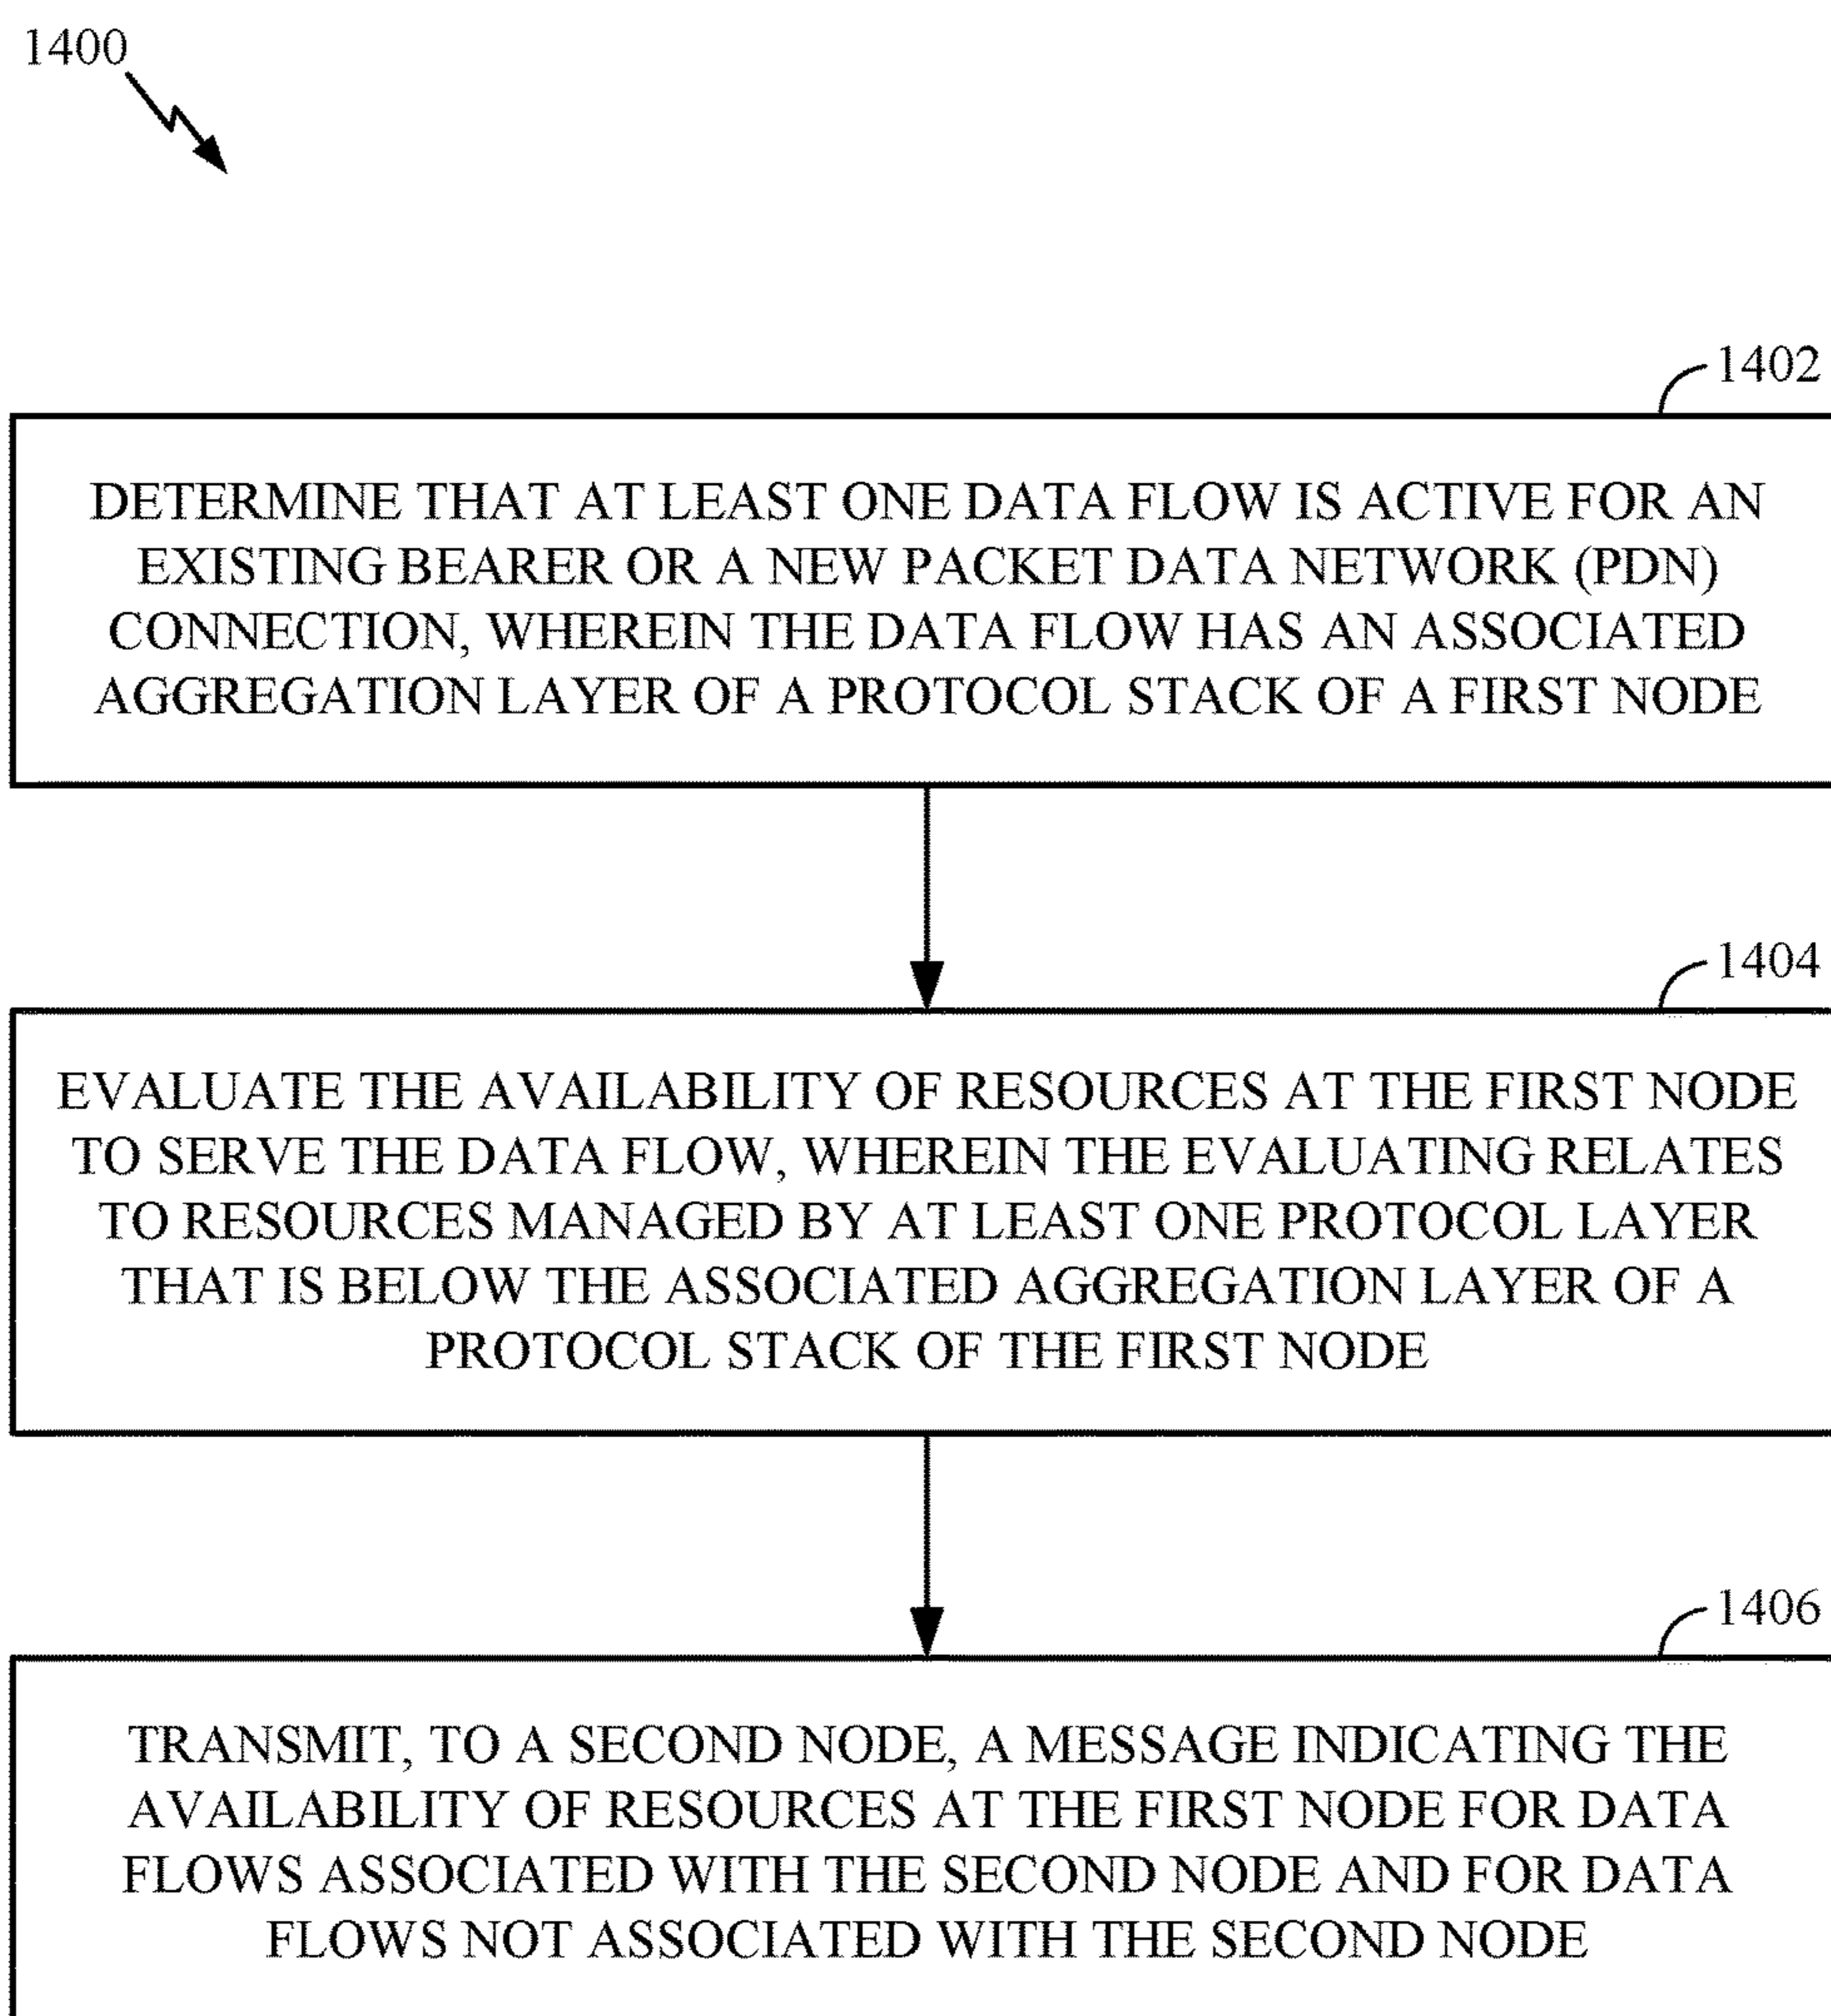 1400
1402
DETERMINE THAT AT LEAST ONE DATA FLOW IS ACTIVE FOR AN
EXISTING BEARER OR A NEW PACKET DATA NETWORK (PDN)
CONNECTION, WHEREIN THE DATA FLOW HAS AN ASSOCIATED
AGGREGATION LAYER OF A PROTOCOL STACK OF A FIRST NODE
1404
EVALUATE THE AVAILABILITY OF RESOURCES AT THE FIRST NODE
TO SERVE THE DATA FLOW, WHEREIN THE EVALUATING RELATES
TO RESOURCES MANAGED BY AT LEAST ONE PROTOCOL LAYER
THAT IS BELOW THE ASSOCIATED AGGREGATION LAYER OF A
PROTOCOL STACK OF THE FIRST NODE
1406
TRANSMIT, TO A SECOND NODE, A MESSAGE INDICATING THE
AVAILABILITY OF RESOURCES AT THE FIRST NODE FOR DATA
FLOWS ASSOCIATED WITH THE SECOND NODE AND FOR DATA
FLOWS NOT ASSOCIATED WITH THE SECOND NODE